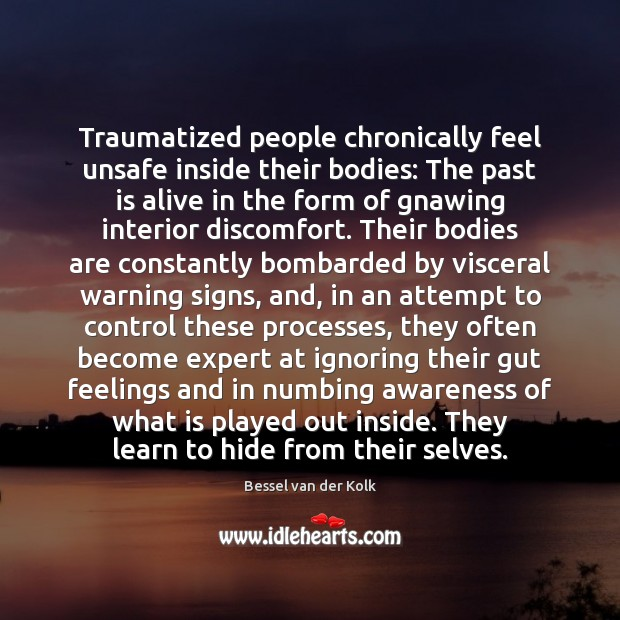 Traumatized people chronically feel
unsafe inside their bodies: The past
is alive in the form of gnawing
interior discomfort. Their bodies
are constantly bombarded by visceral
warning signs, and, in an attempt to
control these processes, they often
become expert at ignoring their gut
feelings and in numbing awareness of
what is played out inside. They
learn to hide from their selves.
Bessel van der Kolk
www.idlehearts.com